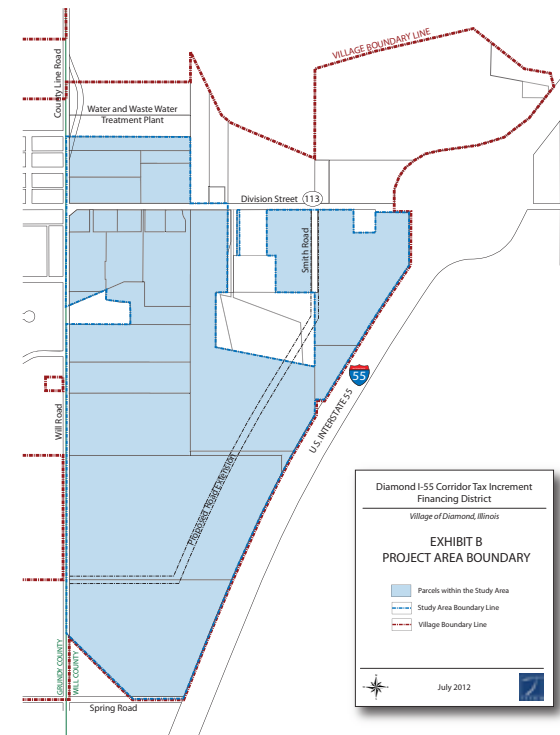 VILLAGE BOUNDARY LINE
County Line Road
Water and Waste Water
Treatment Plant
Division Street
113
Smith Road
55
U.S. INTERSTATE 55
Will Road
Proposed Road Extension
GRUNDY COUNTY
WILL COUNTY
Spring Road
Diamond I-55 Corridor Tax Increment
Financing District
Village of Diamond, Illinois
EXHIBIT B
PROJECT AREA BOUNDARY
Parcels within the Study Area
Study Area Boundary Line
Village Boundary Line
July 2012